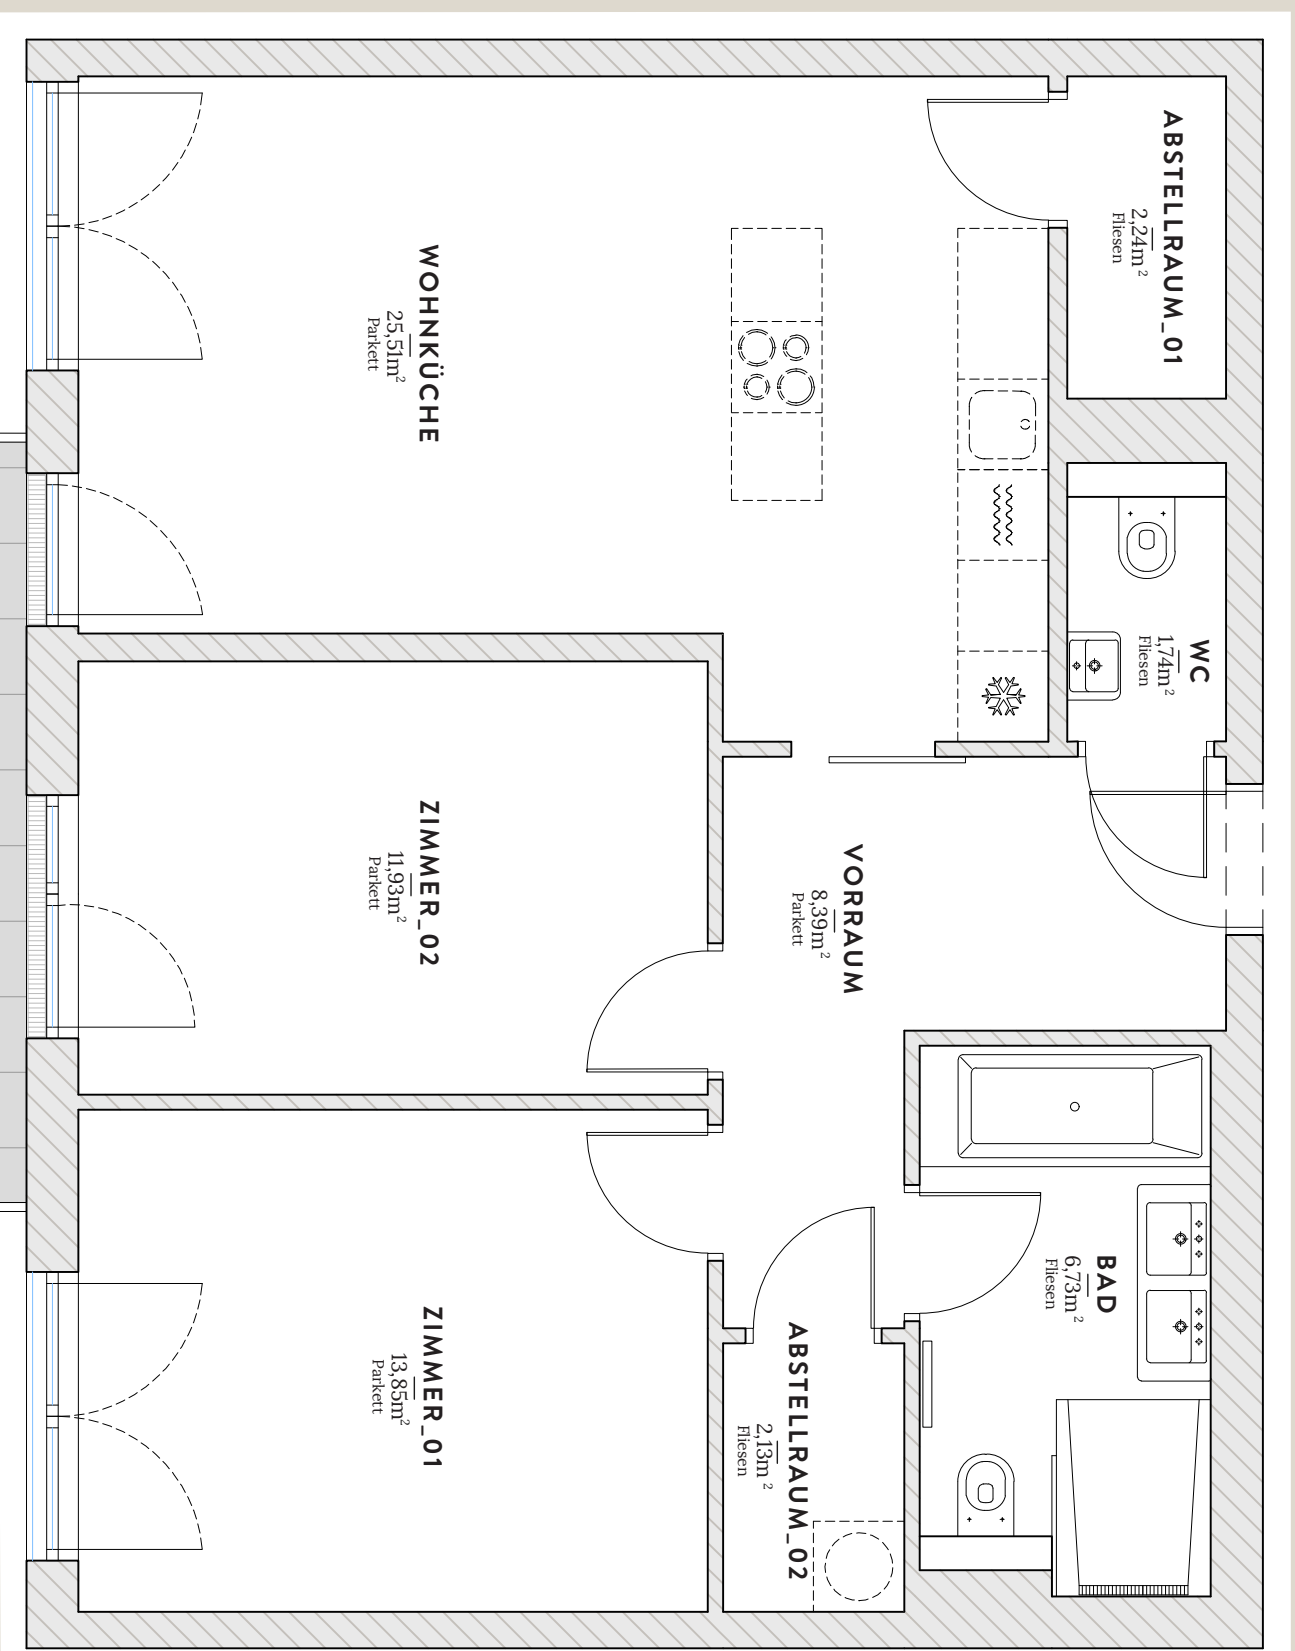 ABSTELLRAUM_01
2,24m²
Fliesen
WOHNKÜCHE
25,51m²
Parkett
WC
1,74m²
Fliesen
ZIMMER_02
11,93m²
Parkett
VORRAUM
8,39m²
Parkett
BAD
6,73m²
Fliesen
ZIMMER_01
13,85m²
Parkett
ABSTELLRAUM_02
2,13m²
Fliesen